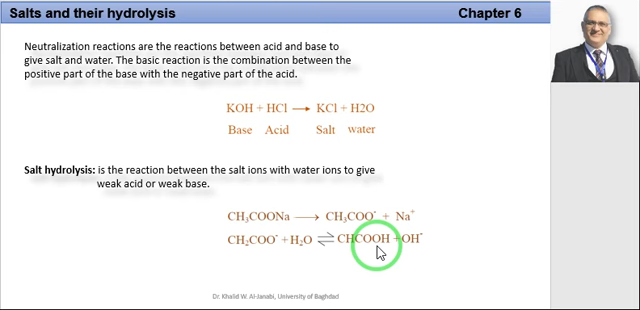 Salts and their hydrolysis Chapter 6
Neutralization reactions are the reactions between acid and base to
give salt and water. The basic reaction is the combination between the
positive part of the base with the negative part of the acid.
KOH + HCl → KCl + H2O
Base Acid Salt water
Salt hydrolysis: is the reaction between the salt ions with water ions to give
weak acid or weak base.
CH₃COONa → CH₃COO⁻ + Na⁺
CH₂COO⁻ + H₂O ⇌ CHCOOH + OH⁻
Dr. Khalid W. Al-Janabi, University of Baghdad